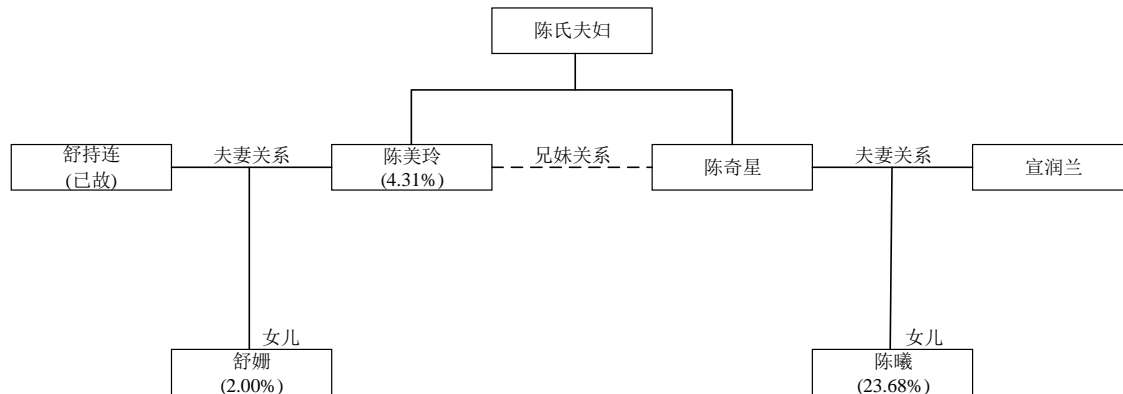 陈氏夫妇
舒持连
(已故)
夫妻关系
陈美玲
(4.31%)
兄妹关系
陈奇星
夫妻关系
宣润兰
女儿
舒姗
(2.00%)
女儿
陈曦
(23.68%)